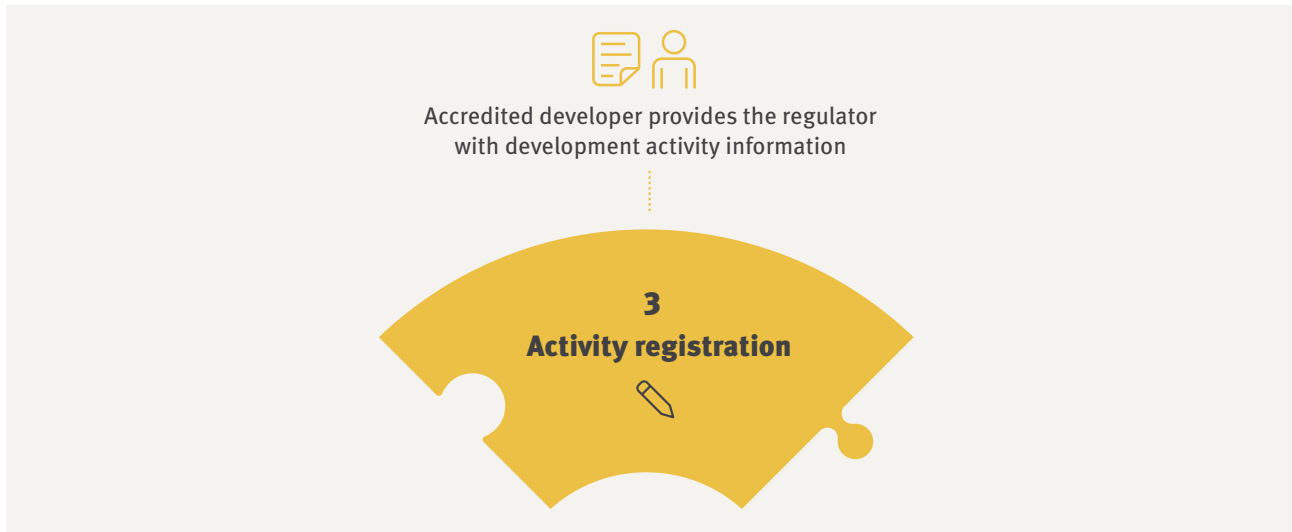 Accredited developer provides the regulator
with development activity information
3
Activity registration